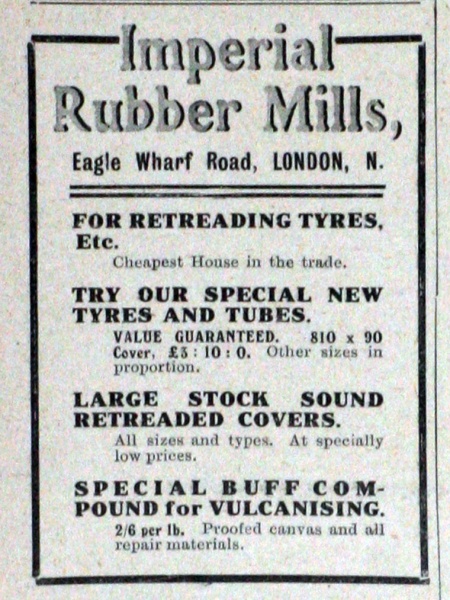 Imperial
Rubber Mills,
Eagle Wharf Road, LONDON, N.
FOR RETREADING TYRES,
Etc.
Cheapest House in the trade.
TRY OUR SPECIAL NEW
TYRES AND TUBES.
VALUE GUARANTEED. 810 x 90
Cover, £3 : 10 : 0. Other sizes in
proportion.
LARGE STOCK SOUND
RETREADED COVERS.
All sizes and types. At specially
low prices.
SPECIAL BUFF COM-
POUND for VULCANISING.
2/6 per lb. Proofed canvas and all
repair materials.